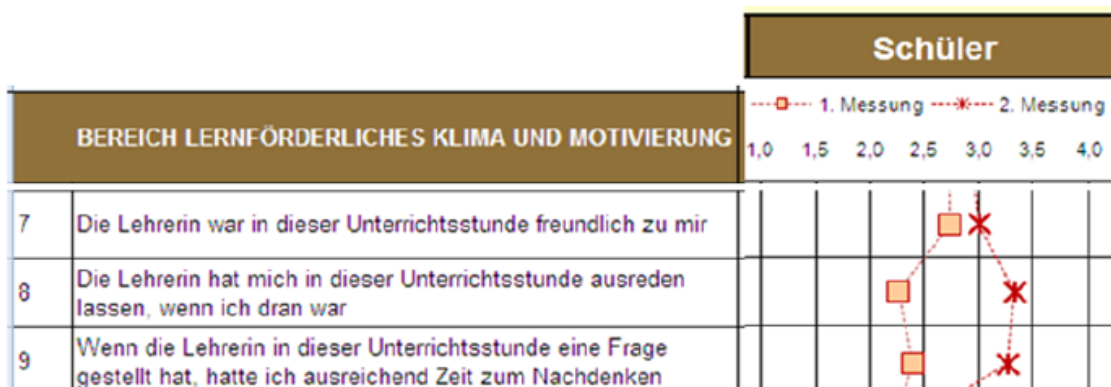 Schüler
1. Messung 2. Messung
BEREICH LERNFÖRDERLICHES KLIMA UND MOTIVIERUNG
1,0 1,5 2,0 2,5 3,0 3,5 4,0
7 Die Lehrerin war in dieser Unterrichtsstunde freundlich zu mir
8 Die Lehrerin hat mich in dieser Unterrichtsstunde ausreden
lassen, wenn ich dran war
9 Wenn die Lehrerin in dieser Unterrichtsstunde eine Frage
gestellt hat, hatte ich ausreichend Zeit zum Nachdenken